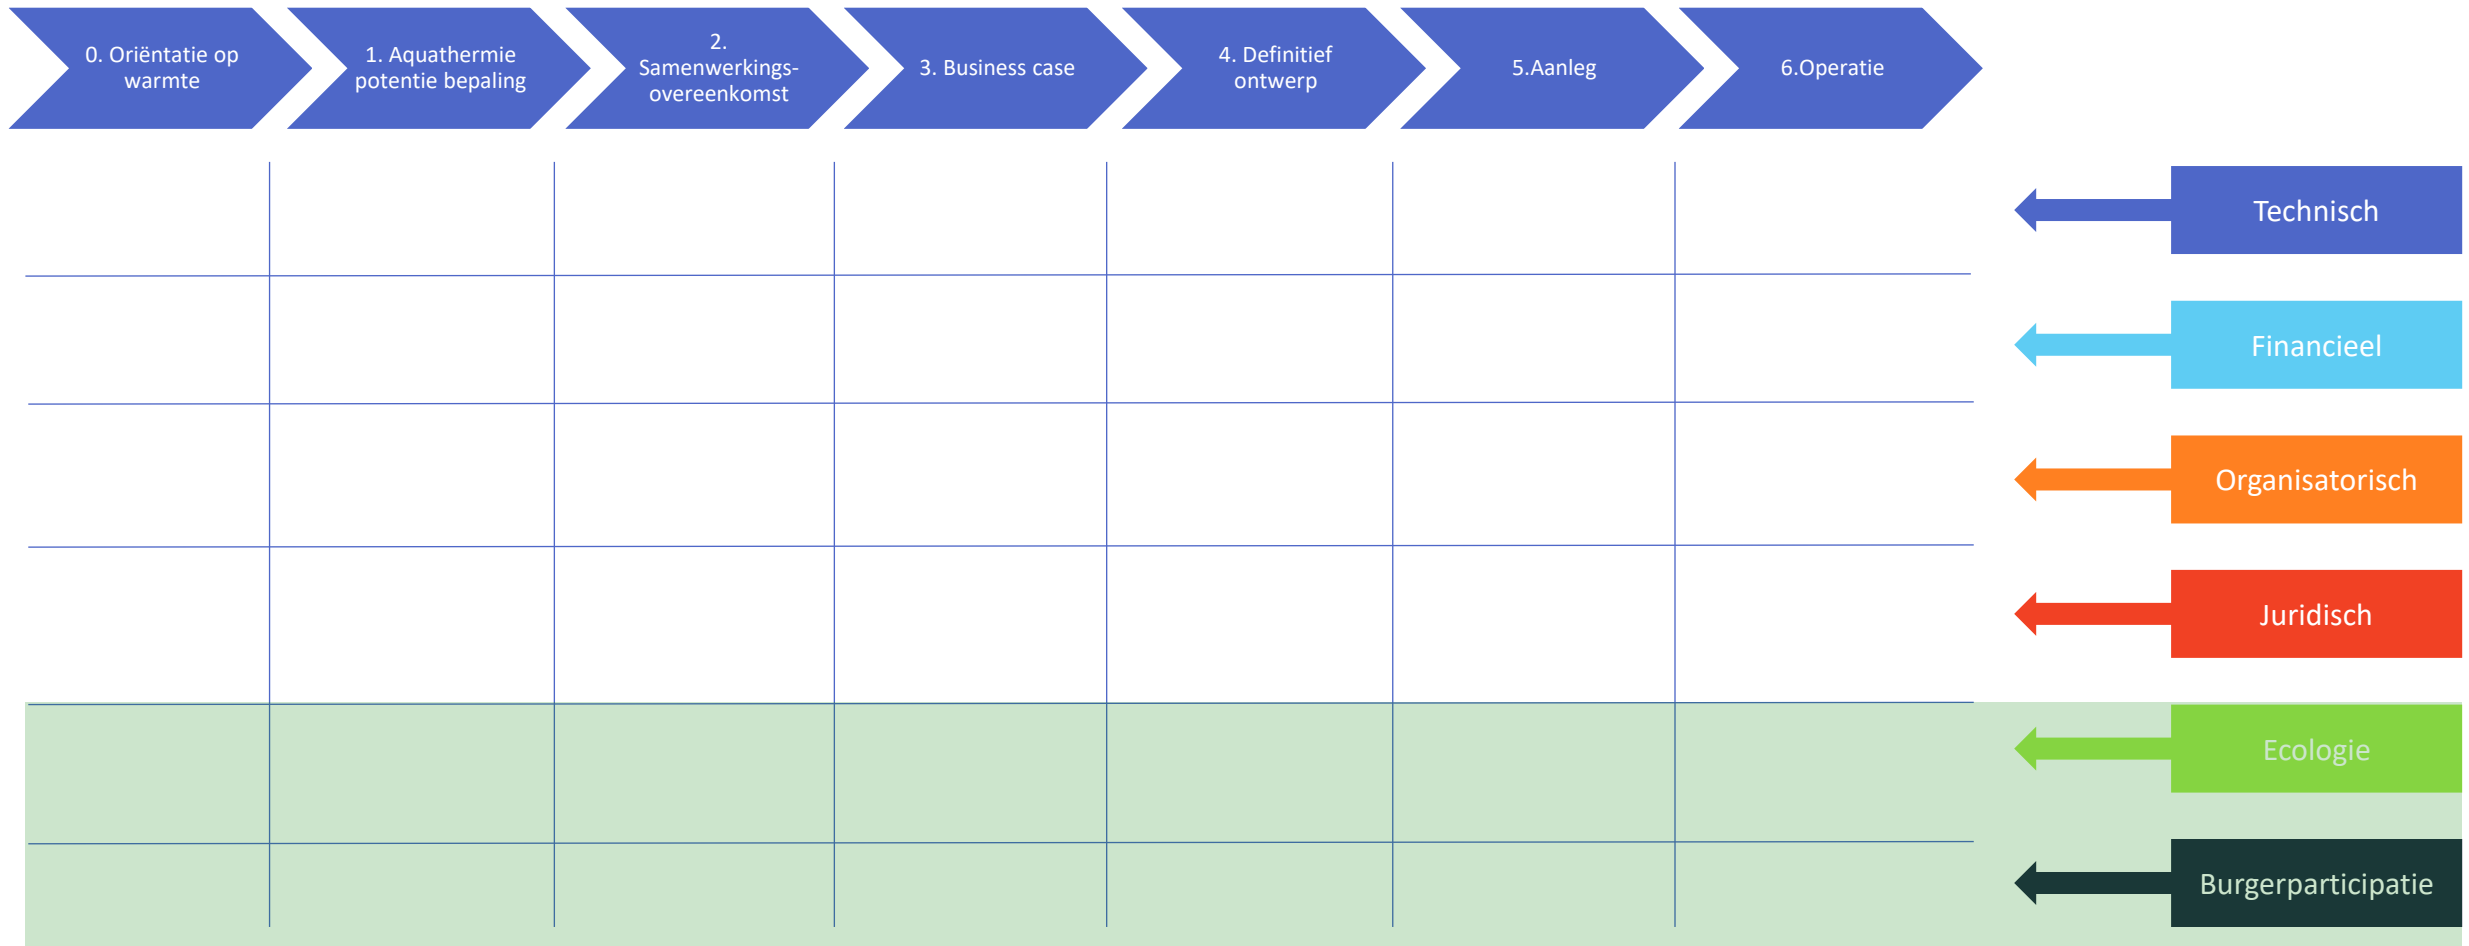 0. Oriëntatie op
warmte
1. Aquathermie
potentie bepaling
2.
Samenwerkings-
overeenkomst
3. Business case
4. Definitief
ontwerp
5.Aanleg
6.Operatie
Technisch
Financieel
Organisatorisch
Juridisch
Ecologie
Burgerparticipatie